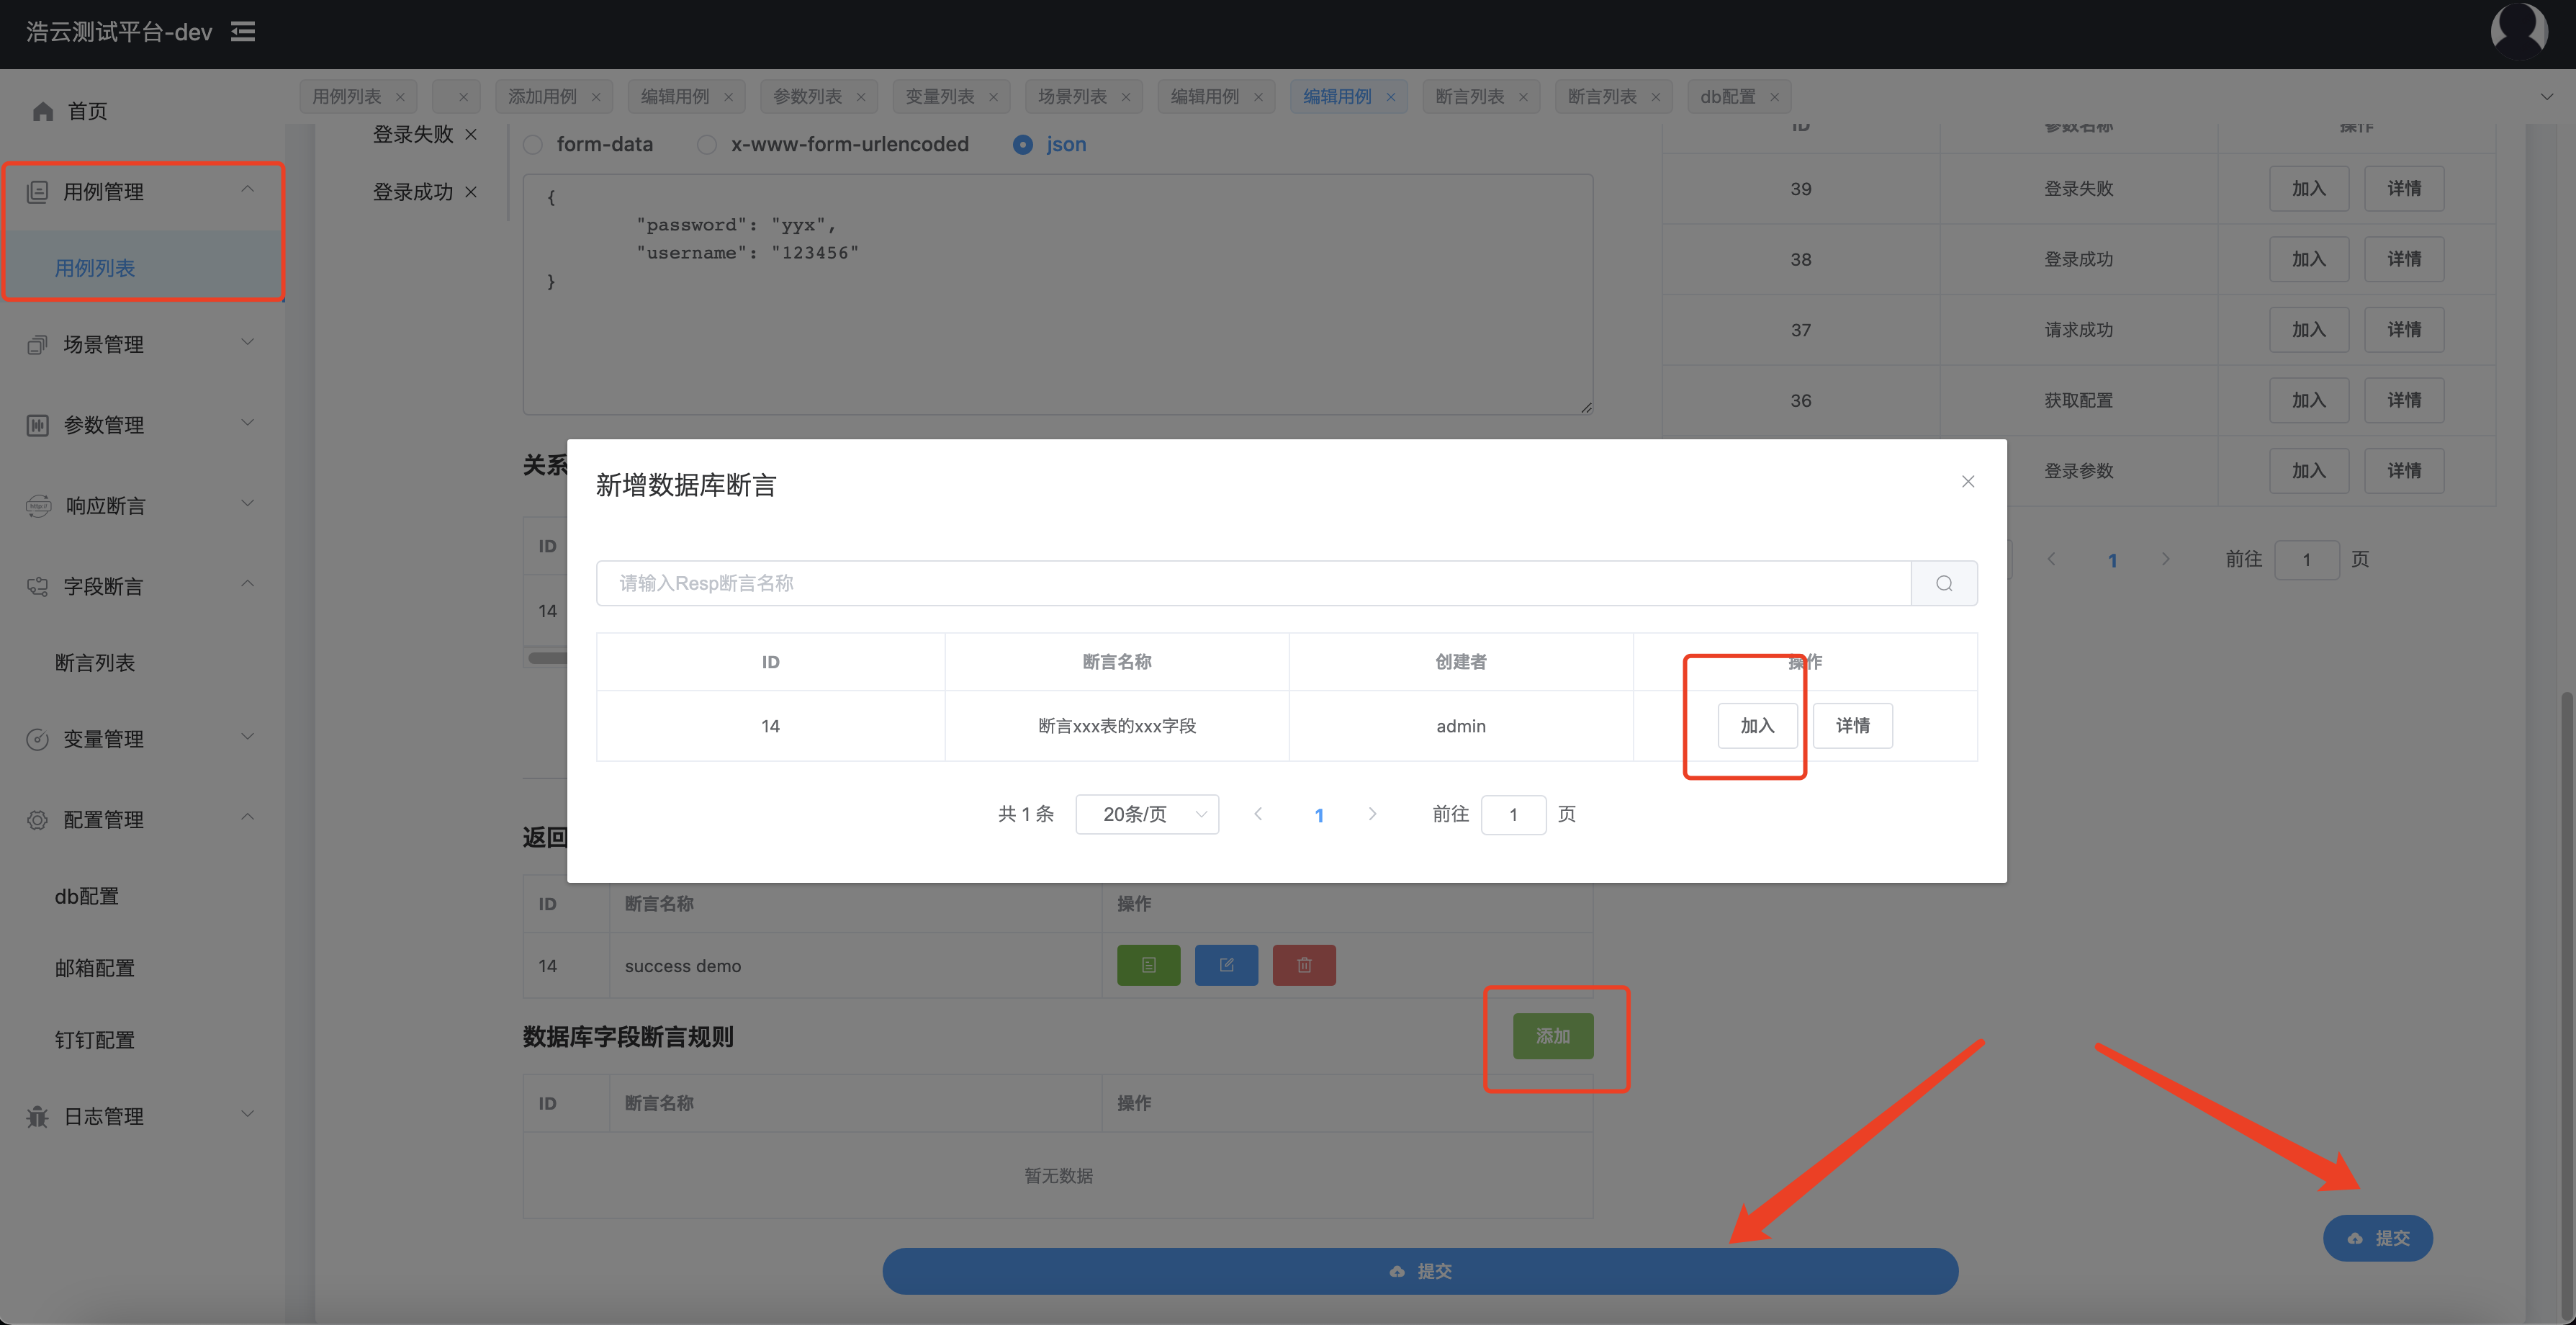 浩云测试平台-dev
用例列表 添加用例 编辑用例 参数列表 变量列表 场景列表 编辑用例 编辑用例 断言列表 断言列表 db配置
首页
用例管理
用例列表
场景管理
参数管理
响应断言
字段断言
断言列表
变量管理
配置管理
db配置
邮箱配置
钉钉配置
日志管理
登录失败
登录成功
form-data x-www-form-urlencoded json
{
"password": "yyx",
"username": "123456"
}
ID 参数名称 操作
39 登录失败 加入 详情
38 登录成功 加入 详情
37 请求成功 加入 详情
36 获取配置 加入 详情
登录参数 加入 详情
1 前往 1 页
关系
ID
14
新增数据库断言
请输入Resp断言名称
ID 断言名称 创建者 操作
14 断言xxx表的xxx字段 admin 加入 详情
共 1 条 20条/页 1 前往 1 页
返回
ID 断言名称 操作
14 success demo
数据库字段断言规则 添加
ID 断言名称 操作
暂无数据
提交
提交